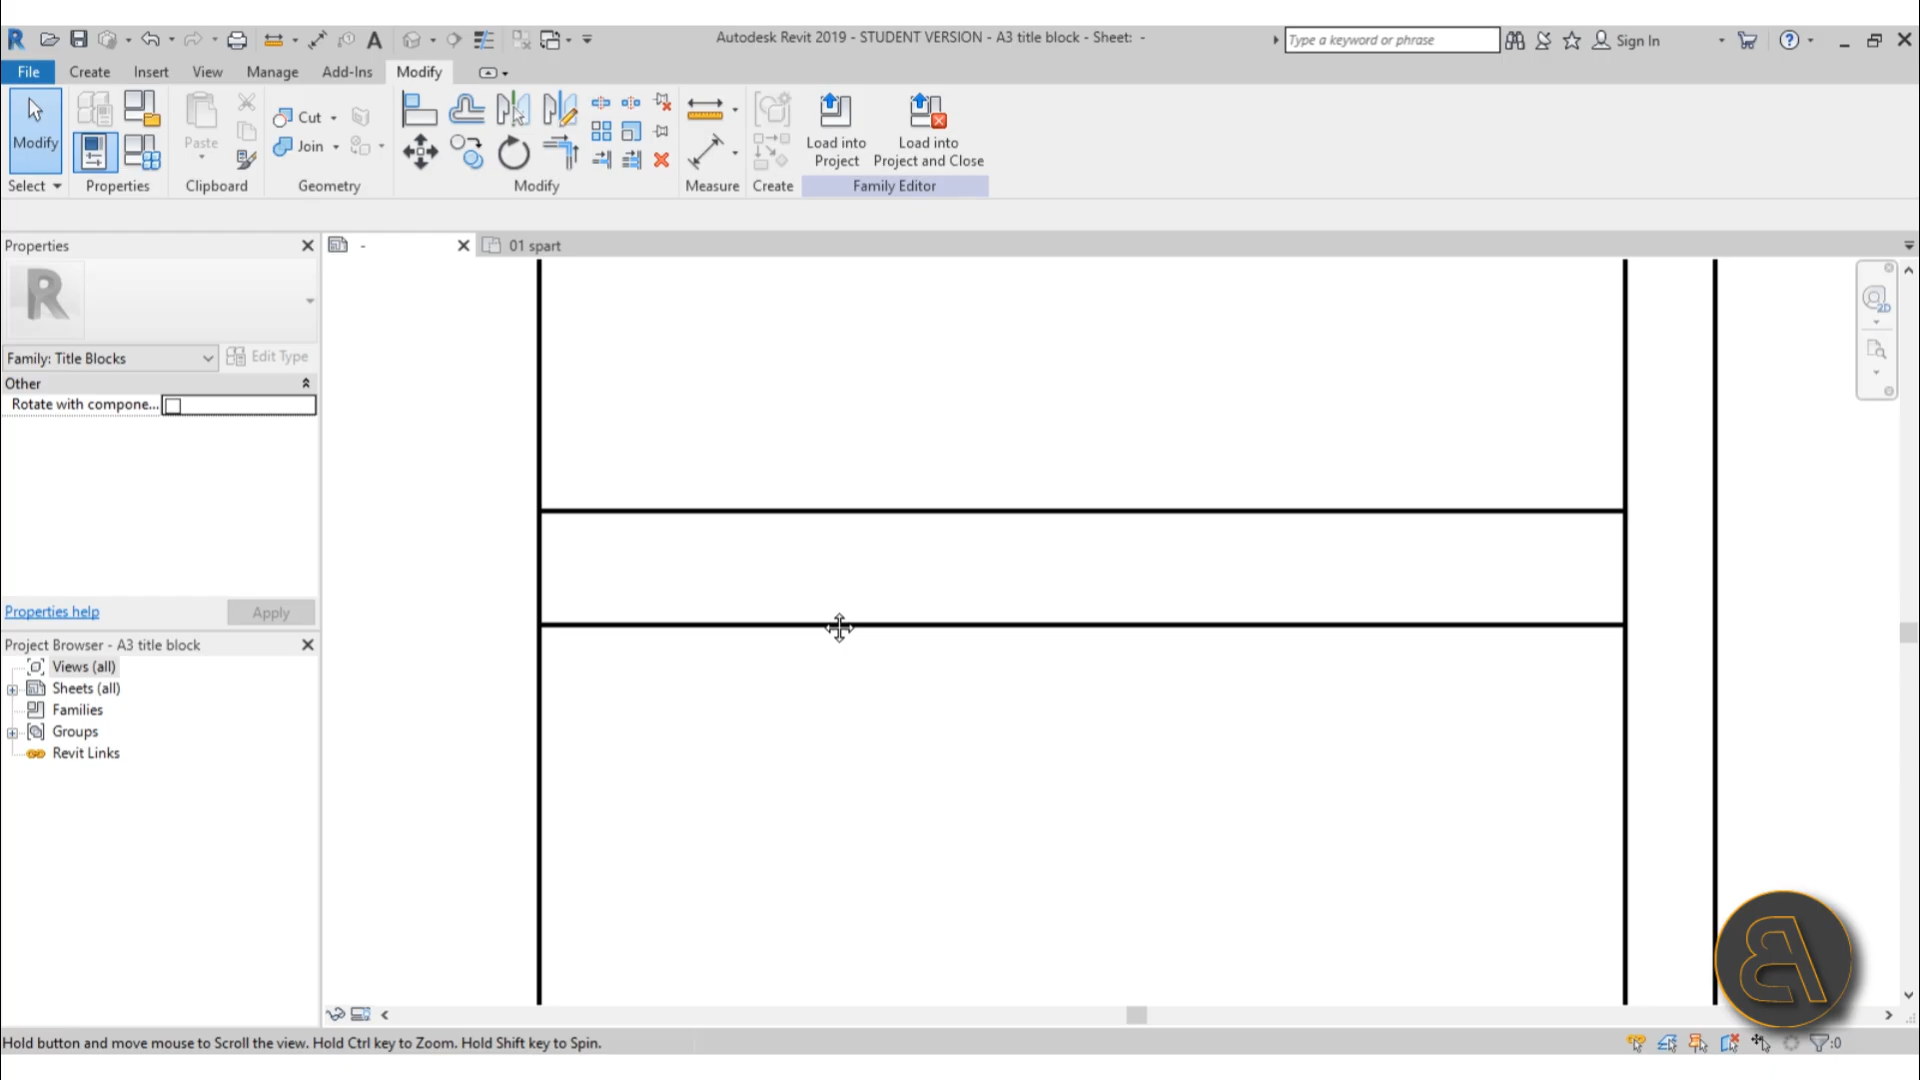 Autodesk Revit 2019 - STUDENT VERSION - A3 title block - Sheet: -
Type a keyword or phrase
Sign In
File
Create
Insert
View
Manage
Add-Ins
Modify
Modify
Paste
Cut
Join
Load into
Project
Load into
Project and Close
Select
Properties
Clipboard
Geometry
Modify
Measure
Create
Family Editor
Properties
-
01 spart
2D
R
Family: Title Blocks
Edit Type
Other
Rotate with compone...
Properties help
Apply
Project Browser - A3 title block
Views (all)
Sheets (all)
Families
Groups
Revit Links
Hold button and move mouse to Scroll the view. Hold Ctrl key to Zoom. Hold Shift key to Spin.
:0